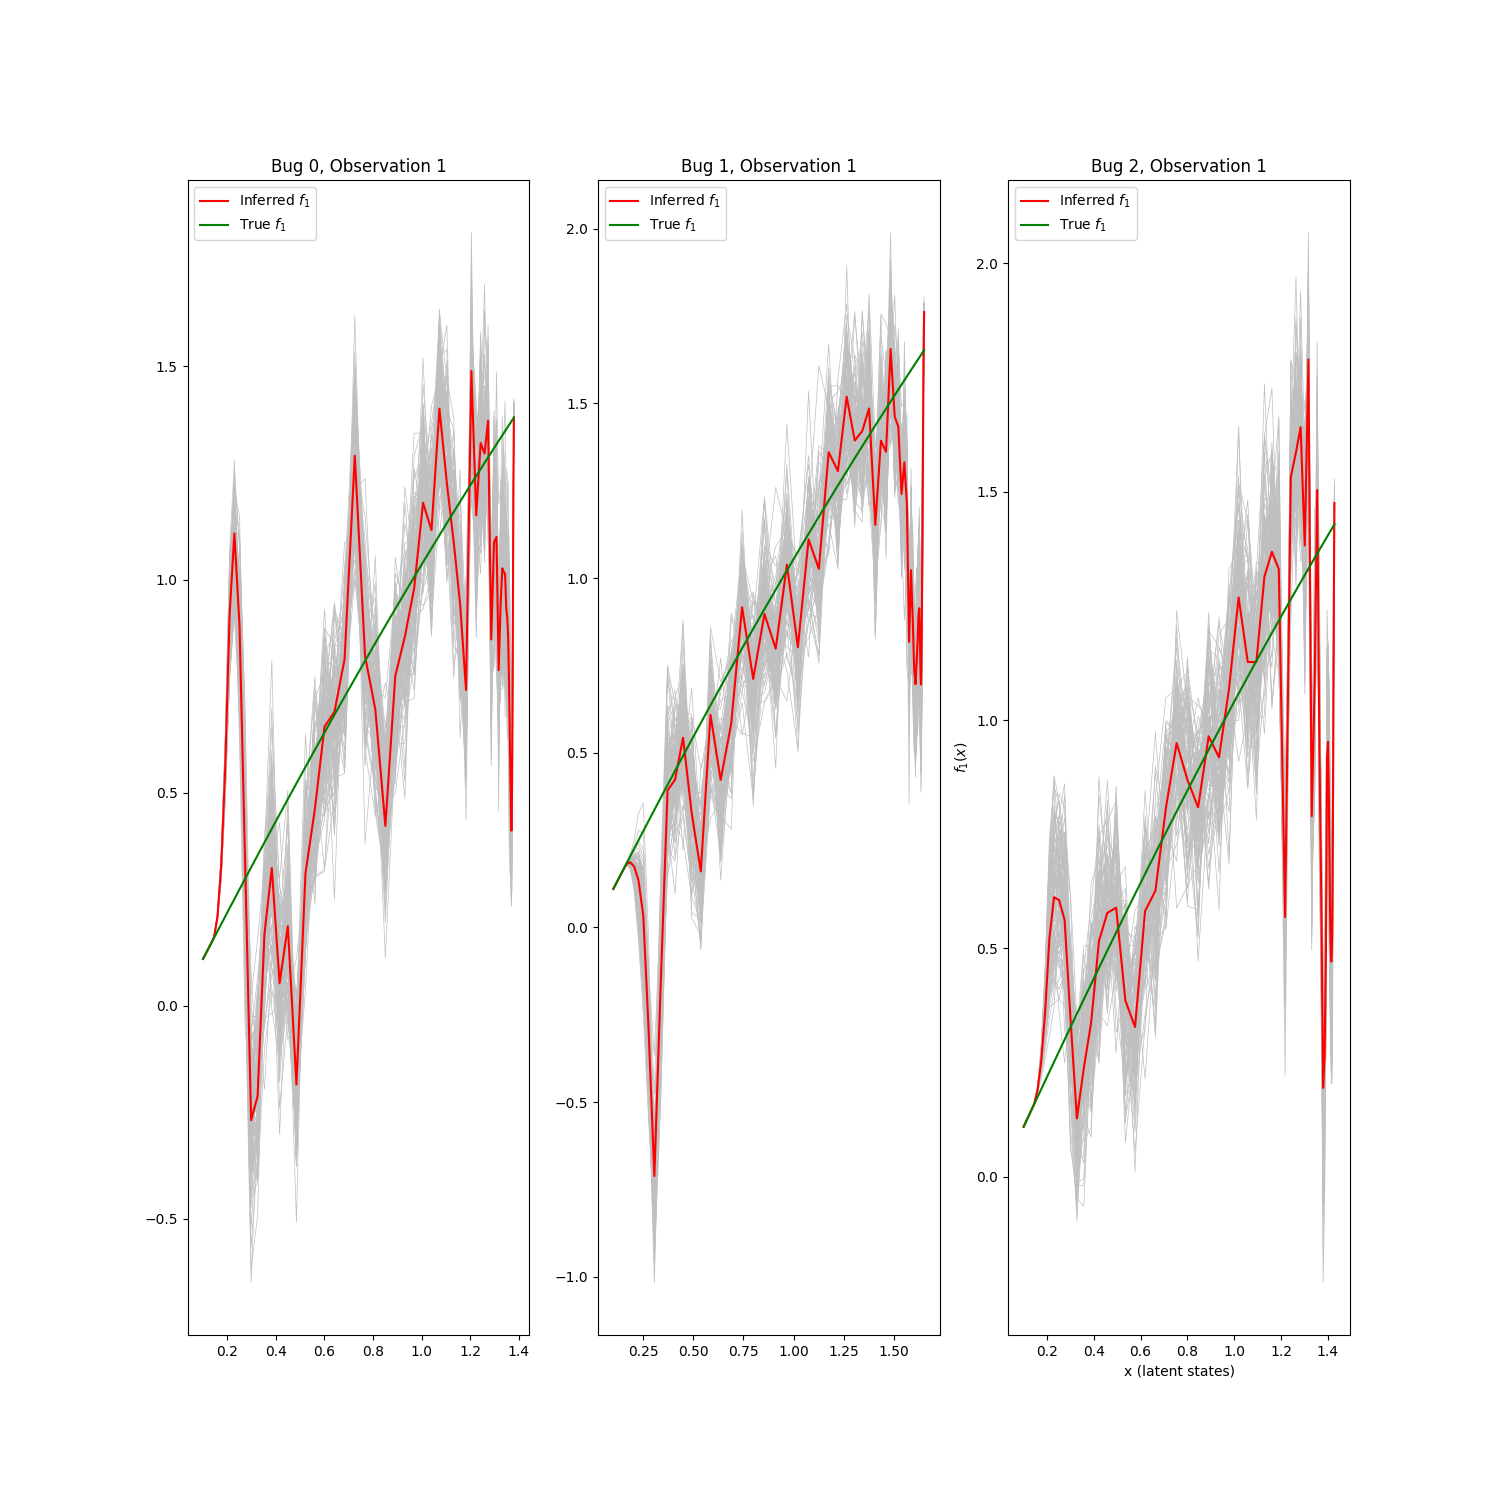 Bug 0, Observation 1
Inferred f₁
True f₁
1.5
1.0
0.5
0.0
−0.5
0.2 0.4 0.6 0.8 1.0 1.2 1.4
Bug 1, Observation 1
Inferred f₁
True f₁
2.0
1.5
1.0
0.5
0.0
−0.5
−1.0
0.25 0.50 0.75 1.00 1.25 1.50
Bug 2, Observation 1
Inferred f₁
True f₁
2.0
1.5
1.0
0.5
0.0
f₁(x)
0.2 0.4 0.6 0.8 1.0 1.2 1.4
x (latent states)